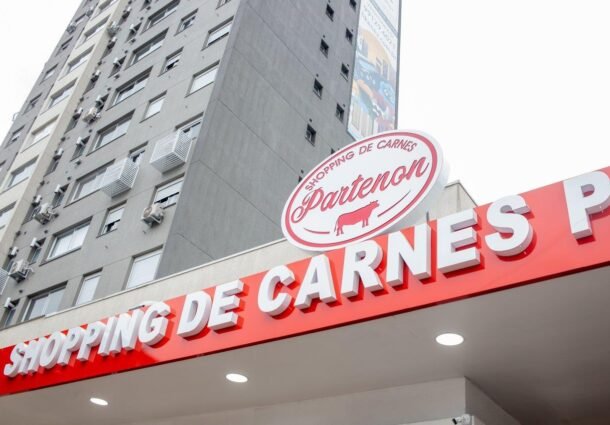 SHOPPING DE CARNES
Partenon
SHOPPING DE CARNES P